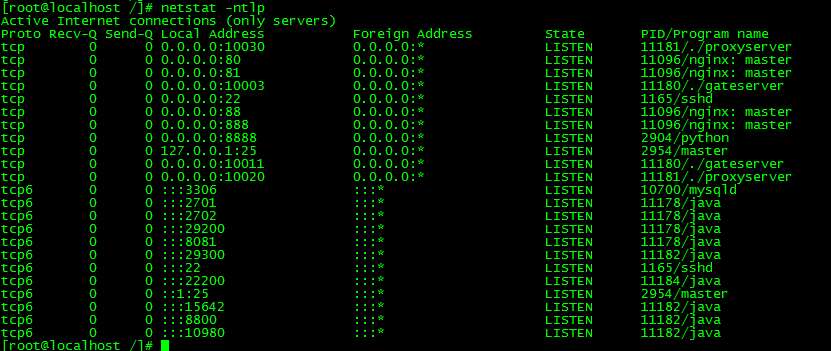 [root@localhost /]# netstat -ntlp
Active Internet connections (only servers)
Proto Recv-Q Send-Q Local Address           Foreign Address         State       PID/Program name
tcp        0      0 0.0.0.0:10030           0.0.0.0:*               LISTEN      11181/./proxyserver
tcp        0      0 0.0.0.0:80              0.0.0.0:*               LISTEN      11096/nginx: master
tcp        0      0 0.0.0.0:81              0.0.0.0:*               LISTEN      11096/nginx: master
tcp        0      0 0.0.0.0:10003           0.0.0.0:*               LISTEN      11180/./gateserver
tcp        0      0 0.0.0.0:22              0.0.0.0:*               LISTEN      1165/sshd
tcp        0      0 0.0.0.0:88              0.0.0.0:*               LISTEN      11096/nginx: master
tcp        0      0 0.0.0.0:888             0.0.0.0:*               LISTEN      11096/nginx: master
tcp        0      0 0.0.0.0:8888            0.0.0.0:*               LISTEN      2904/python
tcp        0      0 127.0.0.1:25            0.0.0.0:*               LISTEN      2954/master
tcp        0      0 0.0.0.0:10011           0.0.0.0:*               LISTEN      11180/./gateserver
tcp        0      0 0.0.0.0:10020           0.0.0.0:*               LISTEN      11181/./proxyserver
tcp6       0      0 :::3306                 :::*                    LISTEN      10700/mysqld
tcp6       0      0 :::2701                 :::*                    LISTEN      11178/java
tcp6       0      0 :::2702                 :::*                    LISTEN      11178/java
tcp6       0      0 :::29200                :::*                    LISTEN      11178/java
tcp6       0      0 :::8081                 :::*                    LISTEN      11178/java
tcp6       0      0 :::29300                :::*                    LISTEN      11182/java
tcp6       0      0 :::22                   :::*                    LISTEN      1165/sshd
tcp6       0      0 :::22200                :::*                    LISTEN      11184/java
tcp6       0      0 ::1:25                  :::*                    LISTEN      2954/master
tcp6       0      0 :::15642                :::*                    LISTEN      11182/java
tcp6       0      0 :::8800                 :::*                    LISTEN      11182/java
tcp6       0      0 :::10980                :::*                    LISTEN      11182/java
[root@localhost /]#